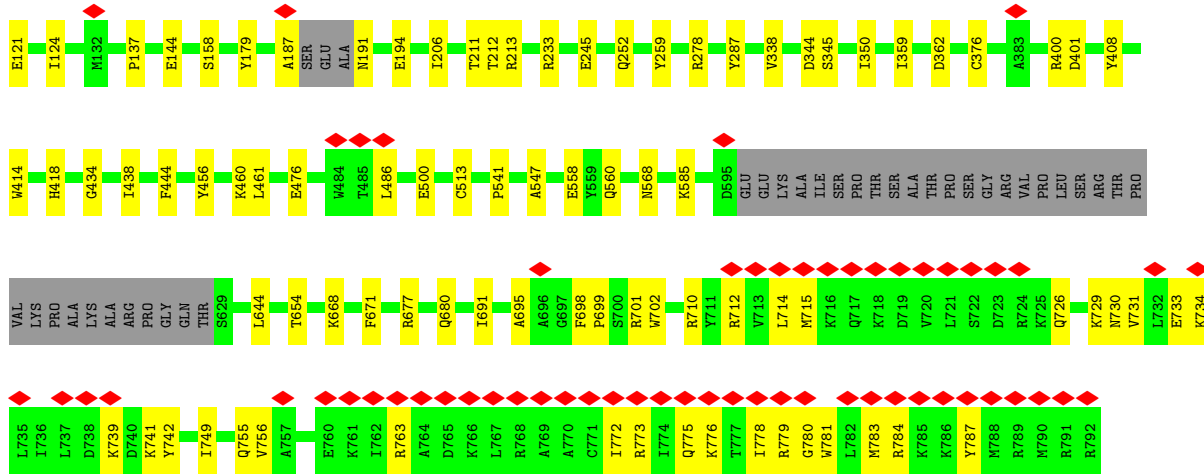 E121 I124 M132 P137 E144 S158 Y179 A187 SER GLU ALA N191 E194 I206 T211 T212 R213 R233 E245 Q252 Y259 R278 Y287 V338 D344 S345 I350 I359 D362 C376 A383 R400 D401 Y408
W414 H418 G434 I438 F444 Y456 K460 L461 E476 W484 T485 L486 E500 C513 P541 A547 E558 Y559 Q560 N568 K585 D595 GLU GLU LYS ALA ILE SER PRO THR SER ALA THR PRO SER GLY ARG VAL PRO LEU SER ARG THR PRO
VAL LYS PRO ALA LYS ALA ARG PRO GLY GLN THR S629 L644 T654 K668 F671 R677 Q680 I691 A695 A696 G697 F698 P699 S700 R701 W702 R710 Y711 R712 V713 L714 M715 K716 Q717 K718 D719 V720 L721 S722 D723 R724 K725 Q726 K729 N730 V731 L732 E733 K734
L735 I736 L737 D738 K739 D740 K741 Y742 I749 Q755 V756 A757 E760 K761 I762 R763 A764 D765 K766 L767 R768 A769 A770 C771 I772 R773 I774 Q775 K776 T777 I778 R779 G780 W781 L782 M783 R784 K785 K786 Y787 M788 R789 M790 R791 R792